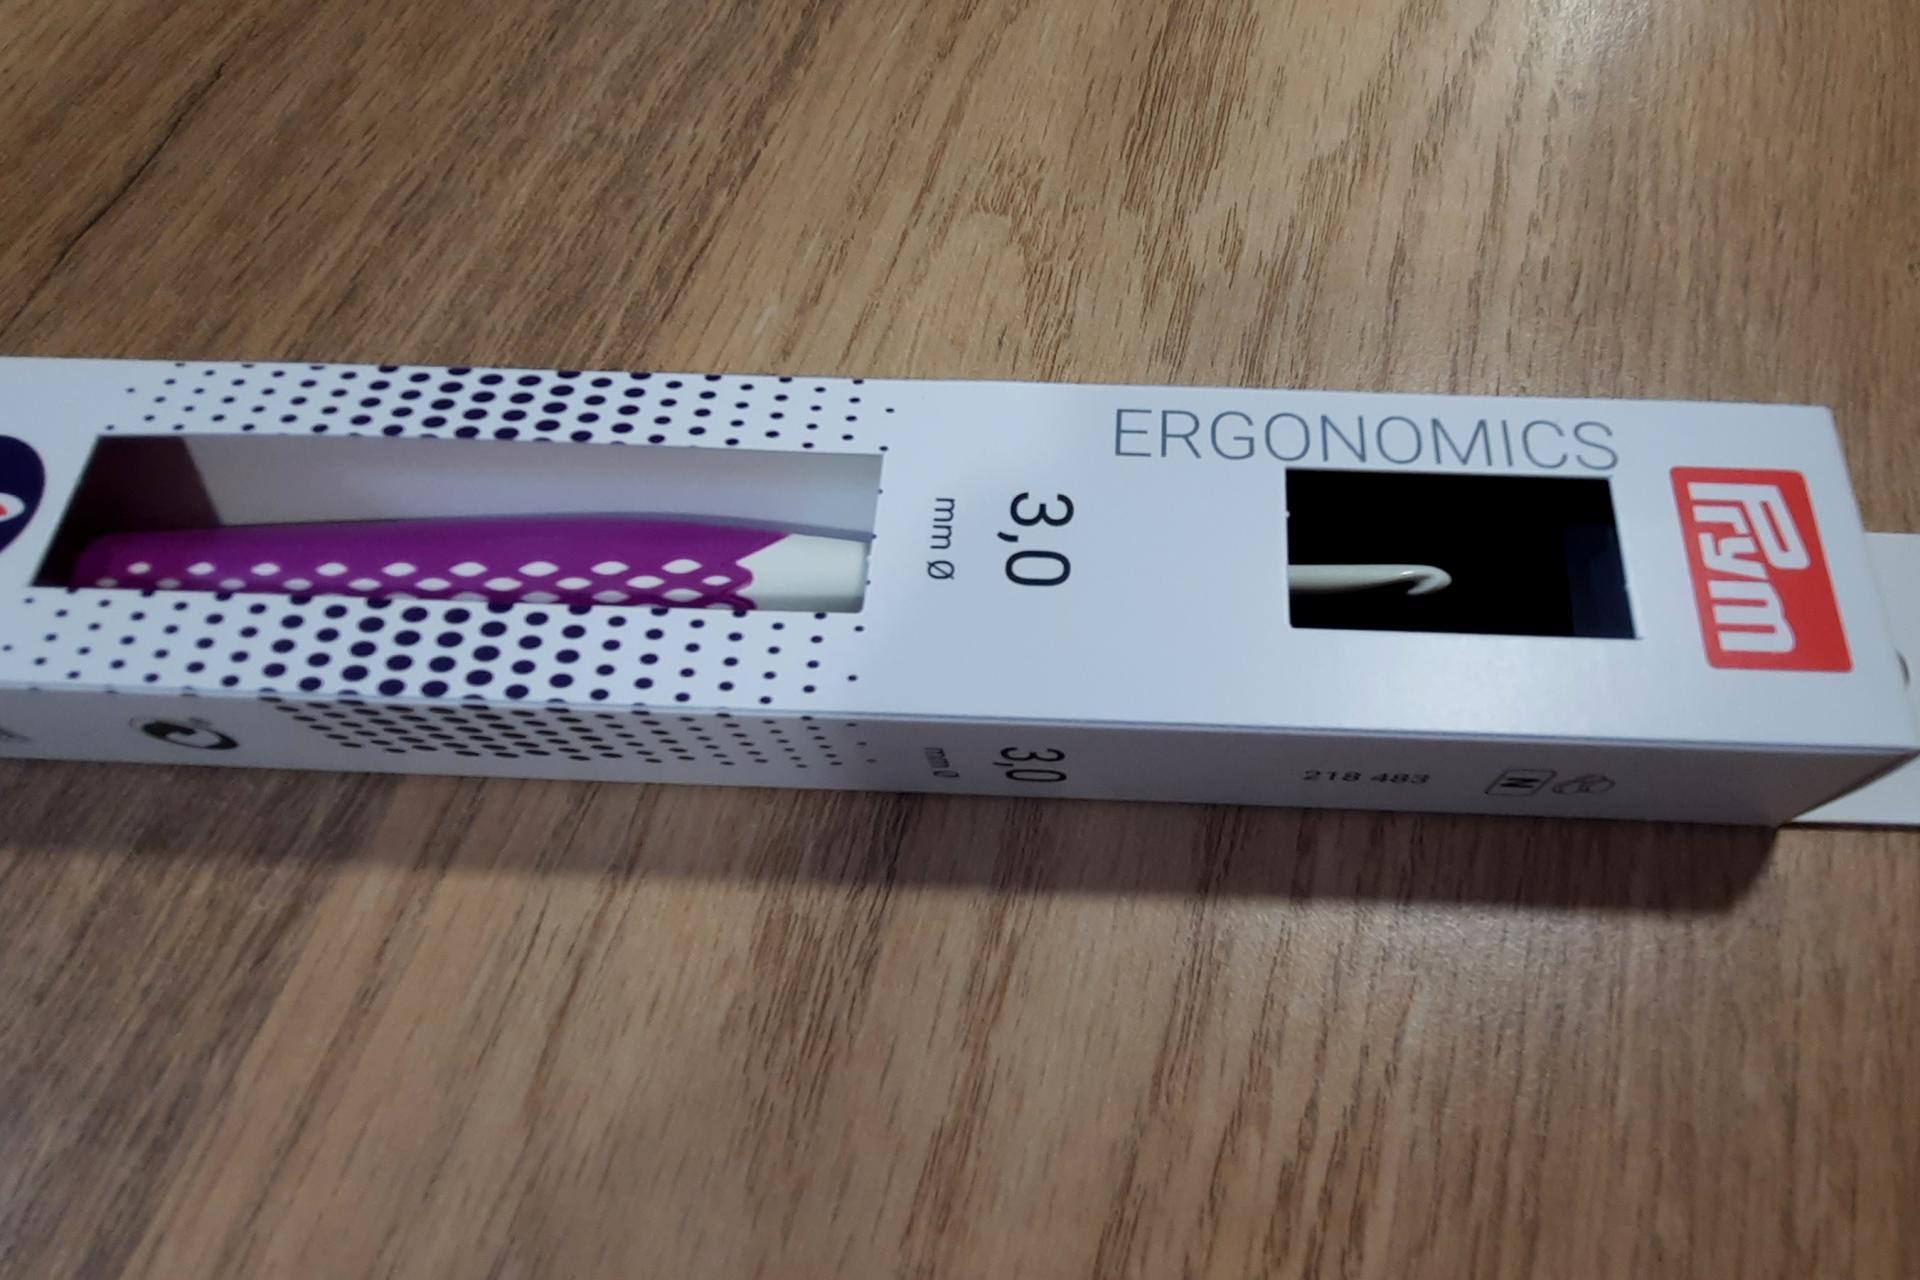 ERGONOMICS
Prym
3,0
mm Ø
3,0
mm Ø
218 483